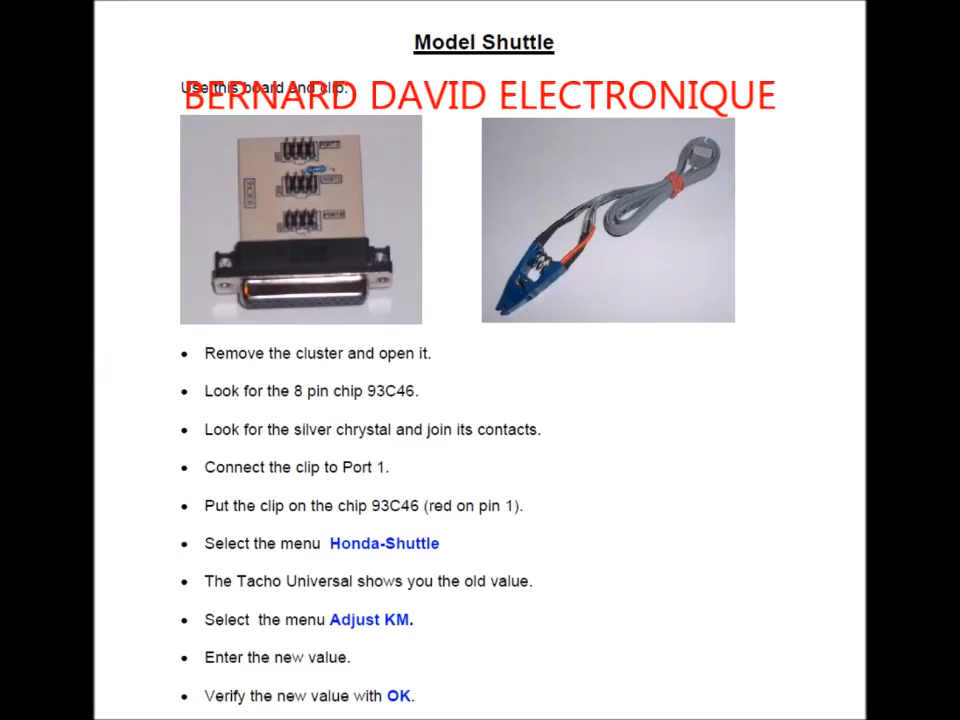 Model Shuttle
Use this board and clip:
BERNARD DAVID ELECTRONIQUE
• Remove the cluster and open it.
• Look for the 8 pin chip 93C46.
• Look for the silver chrystal and join its contacts.
• Connect the clip to Port 1.
• Put the clip on the chip 93C46 (red on pin 1).
• Select the menu Honda-Shuttle
• The Tacho Universal shows you the old value.
• Select the menu Adjust KM.
• Enter the new value.
• Verify the new value with OK.